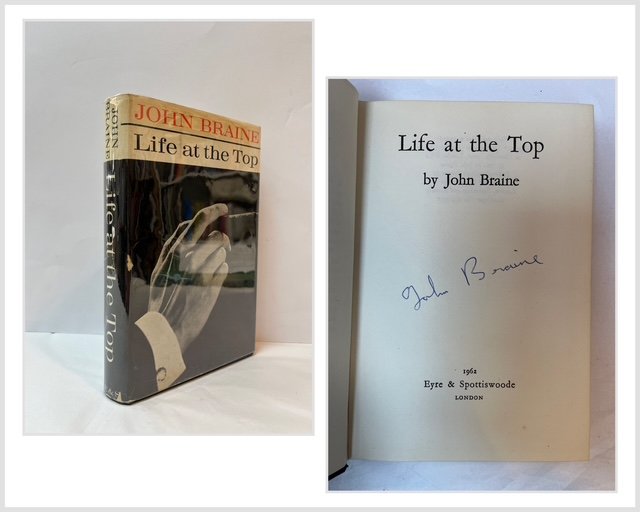 JOHN BRAINE
Life at the Top
JOHN
BRAINE
Life at the Top
Life at the Top
by John Braine
John Braine
1962
Eyre & Spottiswoode
LONDON